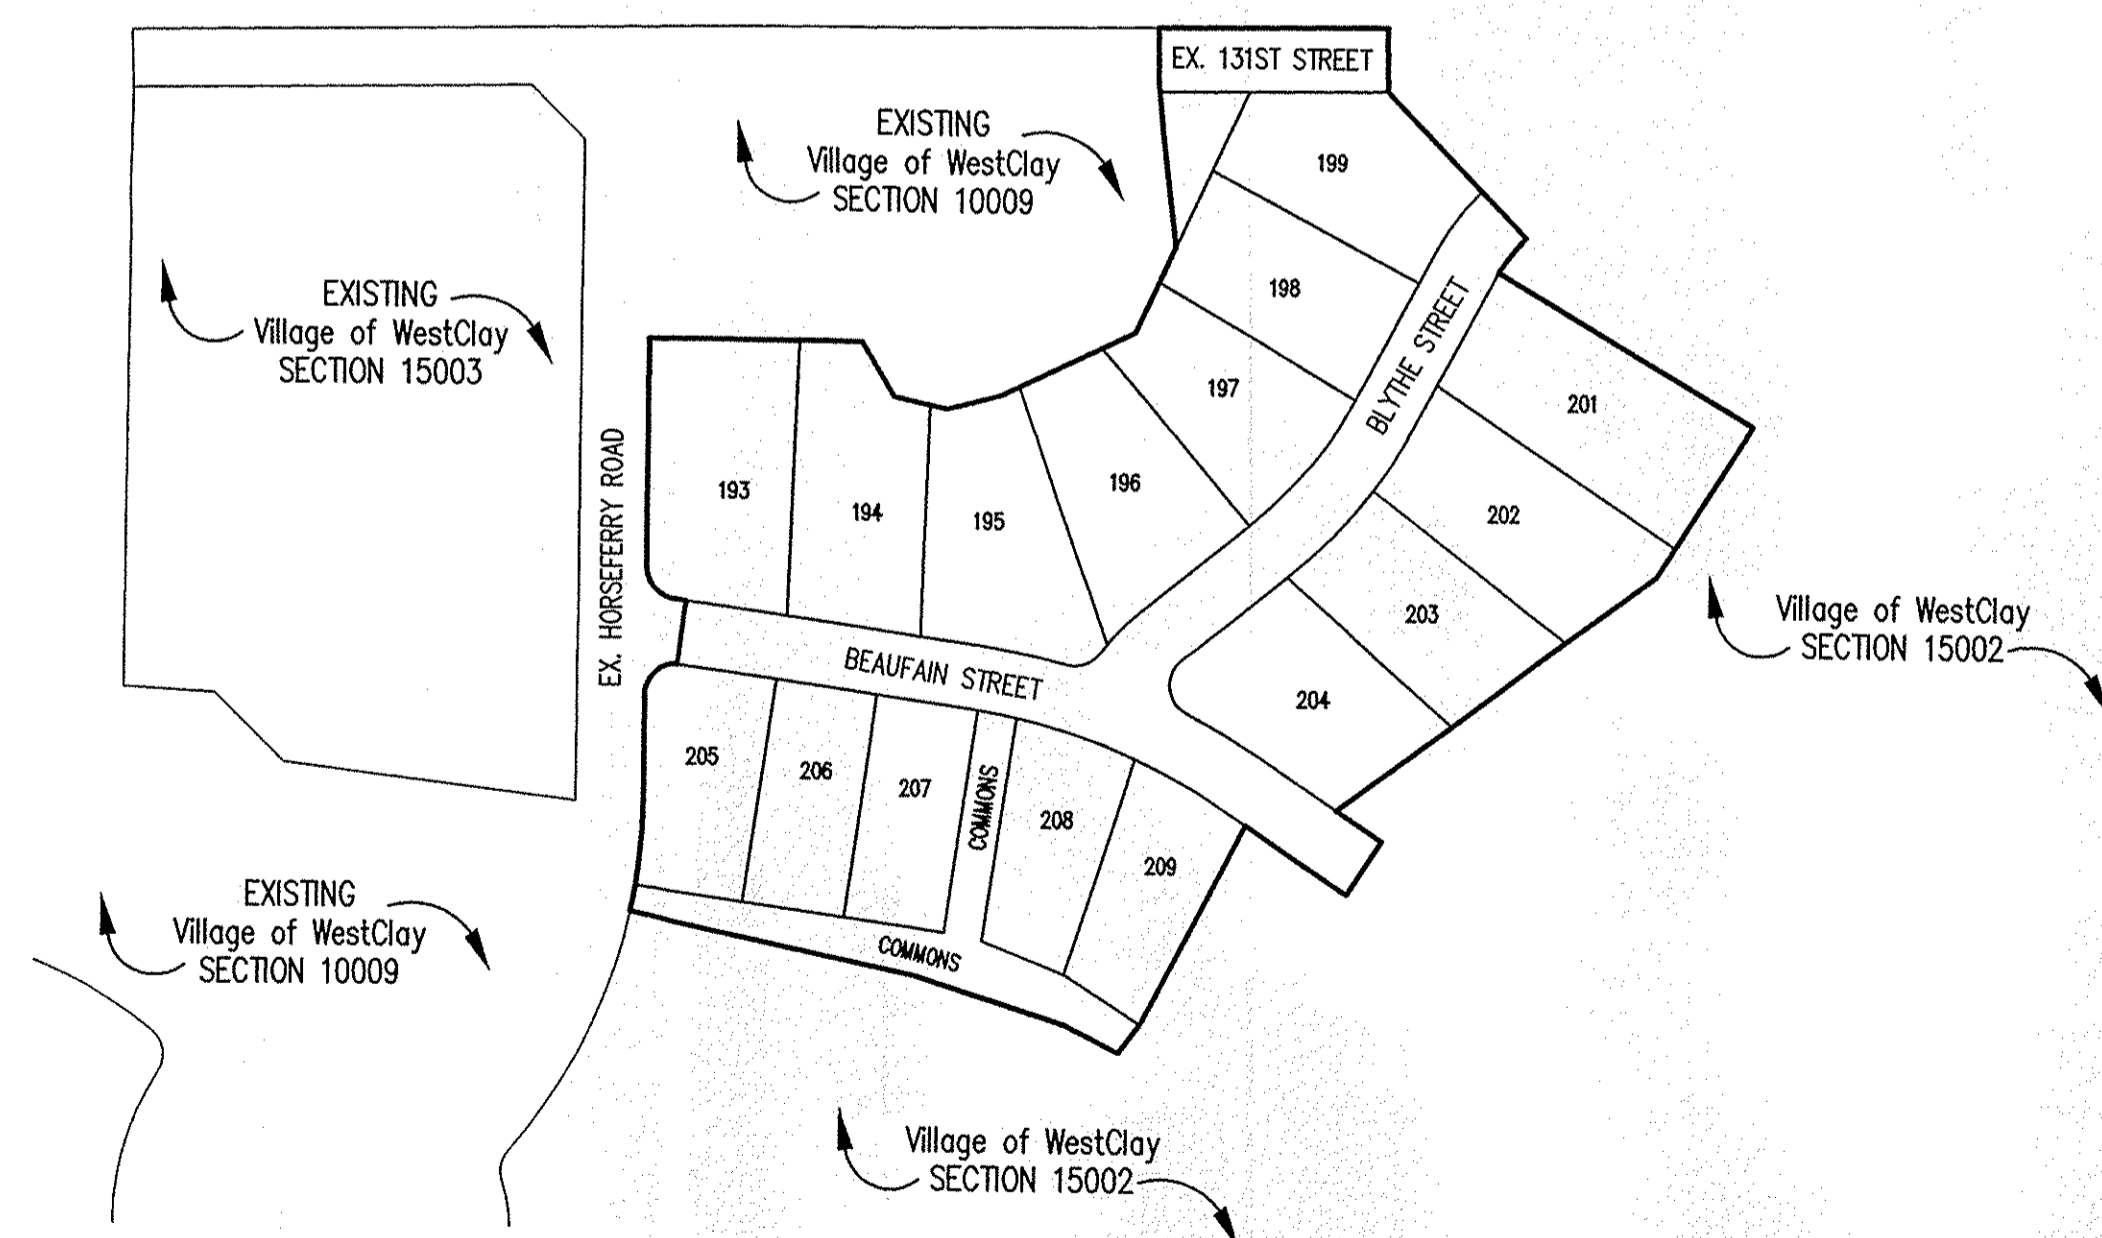 EX. 131ST STREET
EXISTING
Village of WestClay
SECTION 10009
199
EXISTING
Village of WestClay
SECTION 15003
198
BLYTHE STREET
197
201
EX. HORSEFERRY ROAD
193
194
195
196
202
203
Village of WestClay
SECTION 15002
BEAUFAIN STREET
204
205
206
207
COMMONS
208
209
EXISTING
Village of WestClay
SECTION 10009
COMMONS
Village of WestClay
SECTION 15002